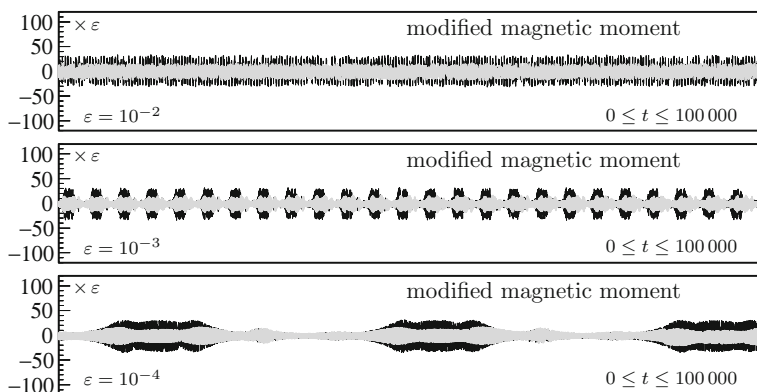 100 × ε modified magnetic moment
50
0
−50
−100 ε = 10⁻² 0 ≤ t ≤ 100 000
100 × ε modified magnetic moment
50
0
−50
−100 ε = 10⁻³ 0 ≤ t ≤ 100 000
100 × ε modified magnetic moment
50
0
−50
−100 ε = 10⁻⁴ 0 ≤ t ≤ 100 000